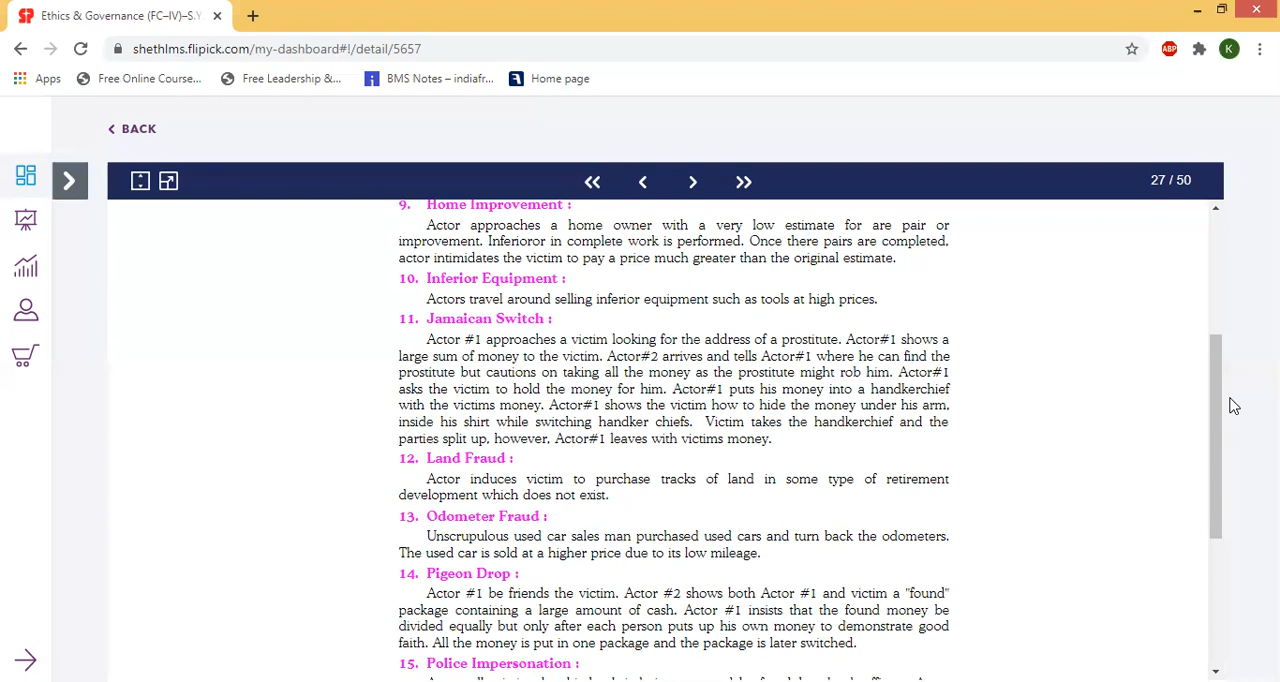 Ethics & Governance (FC–IV)–S.Y
shethlms.flipick.com/my-dashboard#!/detail/5657
ABP
K
Apps
Free Online Course...
Free Leadership &...
BMS Notes – indiafr...
Home page
BACK
27 / 50
9. Home Improvement :
Actor approaches a home owner with a very low estimate for are pair or
improvement. Inferioror in complete work is performed. Once there pairs are completed,
actor intimidates the victim to pay a price much greater than the original estimate.
10. Inferior Equipment :
Actors travel around selling inferior equipment such as tools at high prices.
11. Jamaican Switch :
Actor #1 approaches a victim looking for the address of a prostitute. Actor#1 shows a
large sum of money to the victim. Actor#2 arrives and tells Actor#1 where he can find the
prostitute but cautions on taking all the money as the prostitute might rob him. Actor#1
asks the victim to hold the money for him. Actor#1 puts his money into a handkerchief
with the victims money. Actor#1 shows the victim how to hide the money under his arm,
inside his shirt while switching handker chiefs. Victim takes the handkerchief and the
parties split up, however, Actor#1 leaves with victims money.
12. Land Fraud :
Actor induces victim to purchase tracks of land in some type of retirement
development which does not exist.
13. Odometer Fraud :
Unscrupulous used car sales man purchased used cars and turn back the odometers.
The used car is sold at a higher price due to its low mileage.
14. Pigeon Drop :
Actor #1 be friends the victim. Actor #2 shows both Actor #1 and victim a "found"
package containing a large amount of cash. Actor #1 insists that the found money be
divided equally but only after each person puts up his own money to demonstrate good
faith. All the money is put in one package and the package is later switched.
15. Police Impersonation :